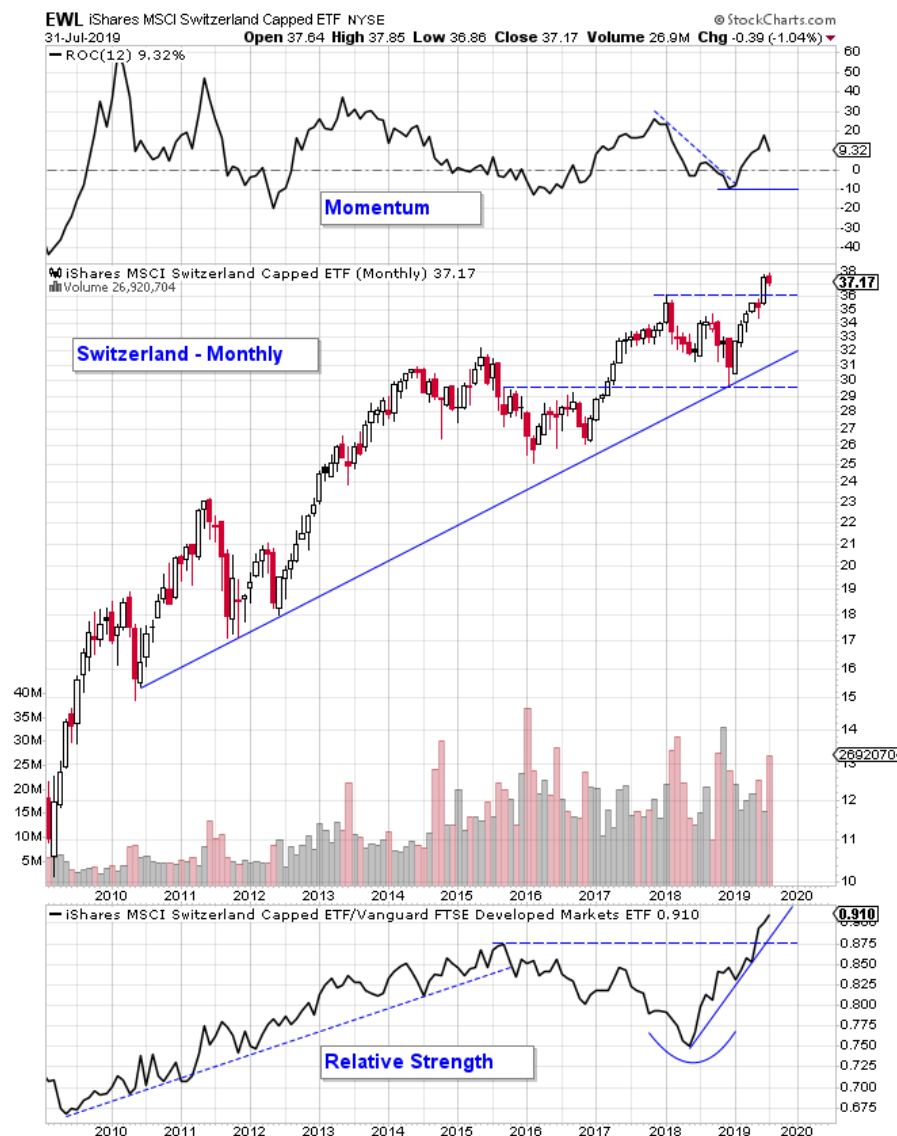 EWL iShares MSCI Switzerland Capped ETF NYSE
© StockCharts.com
31-Jul-2019
Open 37.64 High 37.85 Low 36.86 Close 37.17 Volume 26.9M Chg -0.39 (-1.04%)
ROC(12) 9.32%
60
50
40
30
20
9.32
0
-10
-20
-30
-40
Momentum
iShares MSCI Switzerland Capped ETF (Monthly) 37.17
Volume 26,920,704
38
37.17
36
35
34
33
32
31
30
29
28
27
26
25
24
23
22
21
20
19
18
17
16
15
14
13
12
11
10
Switzerland - Monthly
40M
35M
30M
25M
20M
15M
10M
5M
2692070
2010 2011 2012 2013 2014 2015 2016 2017 2018 2019 2020
iShares MSCI Switzerland Capped ETF/Vanguard FTSE Developed Markets ETF 0.910
0.910
0.900
0.875
0.850
0.825
0.800
0.775
0.750
0.725
0.700
0.675
Relative Strength
2010 2011 2012 2013 2014 2015 2016 2017 2018 2019 2020